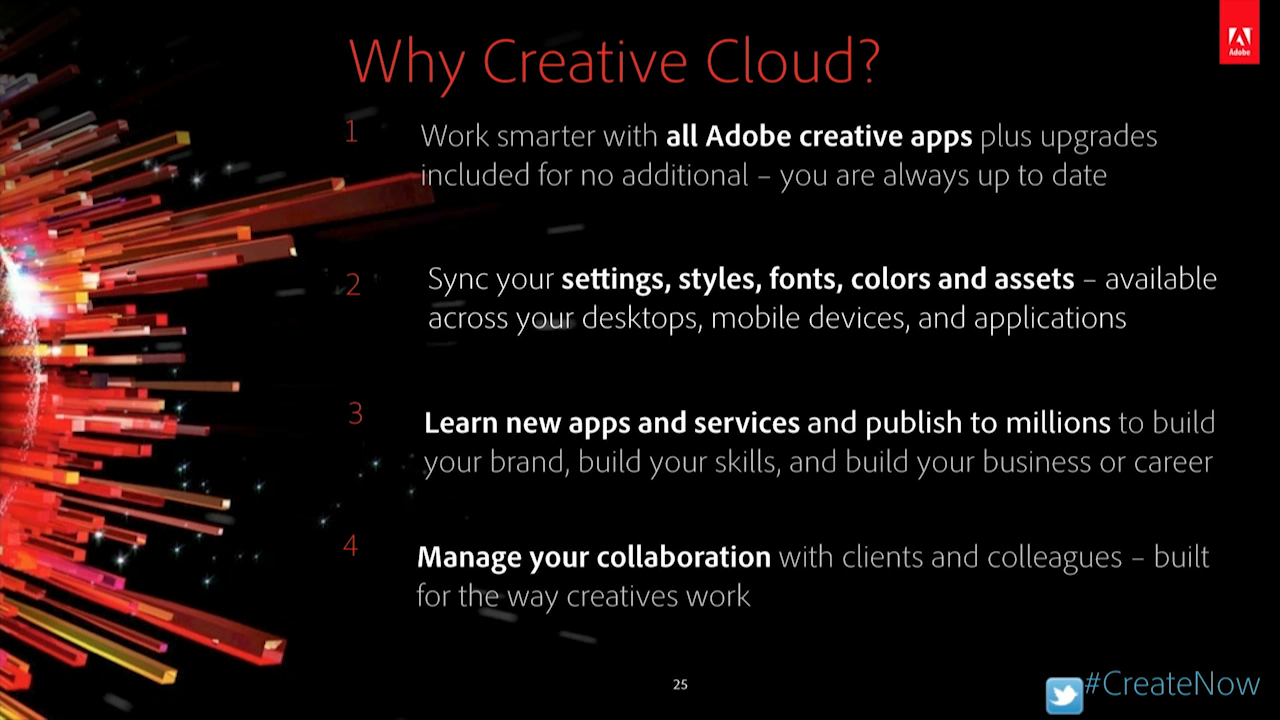 Why Creative Cloud?
Adobe
1
Work smarter with all Adobe creative apps plus upgrades
included for no additional – you are always up to date
2
Sync your settings, styles, fonts, colors and assets – available
across your desktops, mobile devices, and applications
3
Learn new apps and services and publish to millions to build
your brand, build your skills, and build your business or career
4
Manage your collaboration with clients and colleagues – built
for the way creatives work
25
#CreateNow